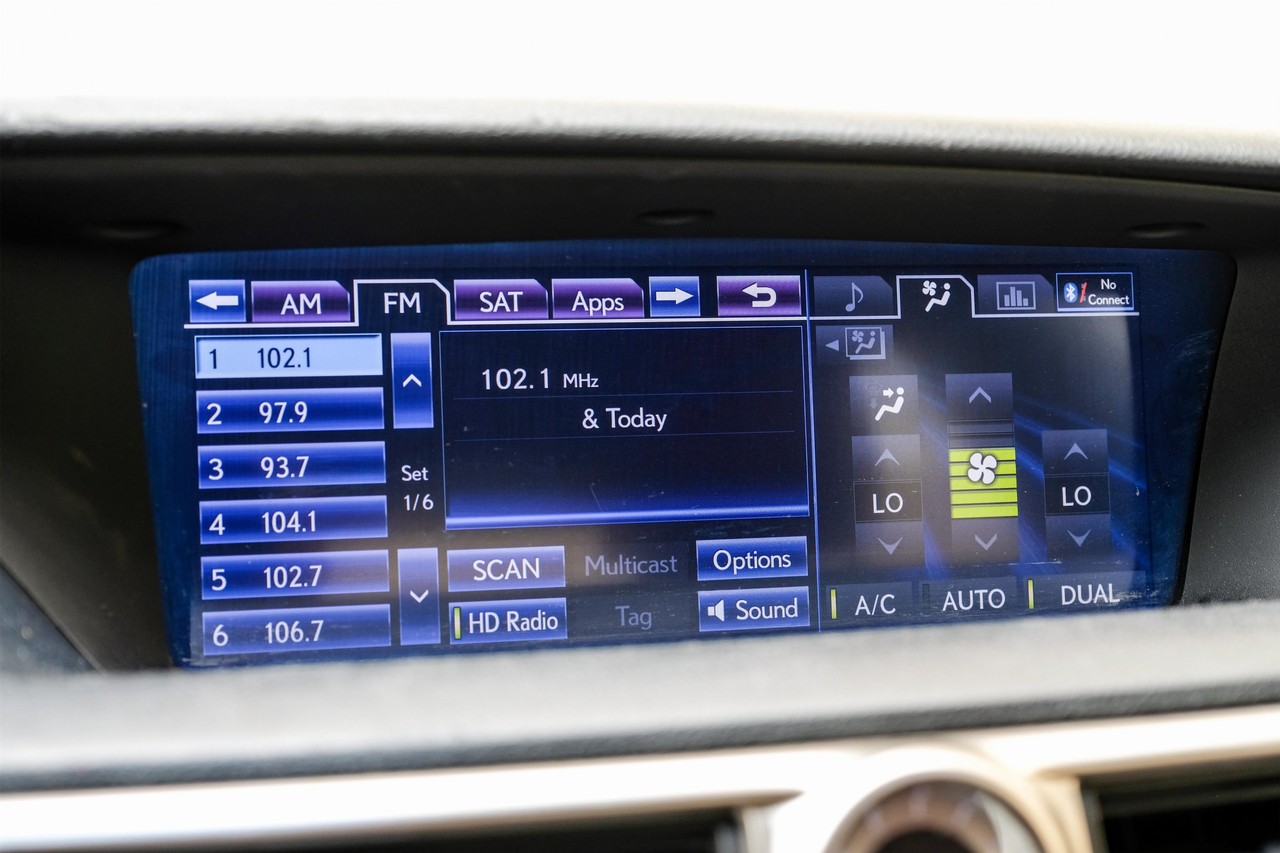 AM FM SAT Apps
No
Connect
1 102.1
2 97.9
3 93.7
4 104.1
5 102.7
6 106.7
Set
1/6
102.1 MHz
& Today
SCAN Multicast Options
HD Radio Tag Sound
LO LO
A/C AUTO DUAL